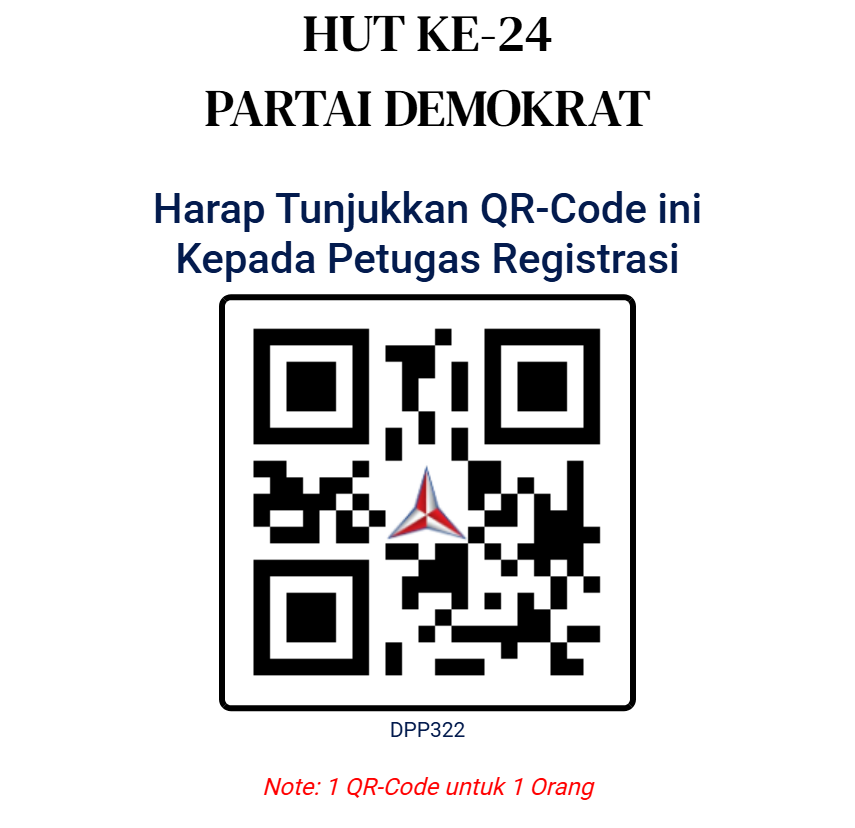 HUT KE-24
PARTAI DEMOKRAT
Harap Tunjukkan QR-Code ini
Kepada Petugas Registrasi
DPP322
Note: 1 QR-Code untuk 1 Orang